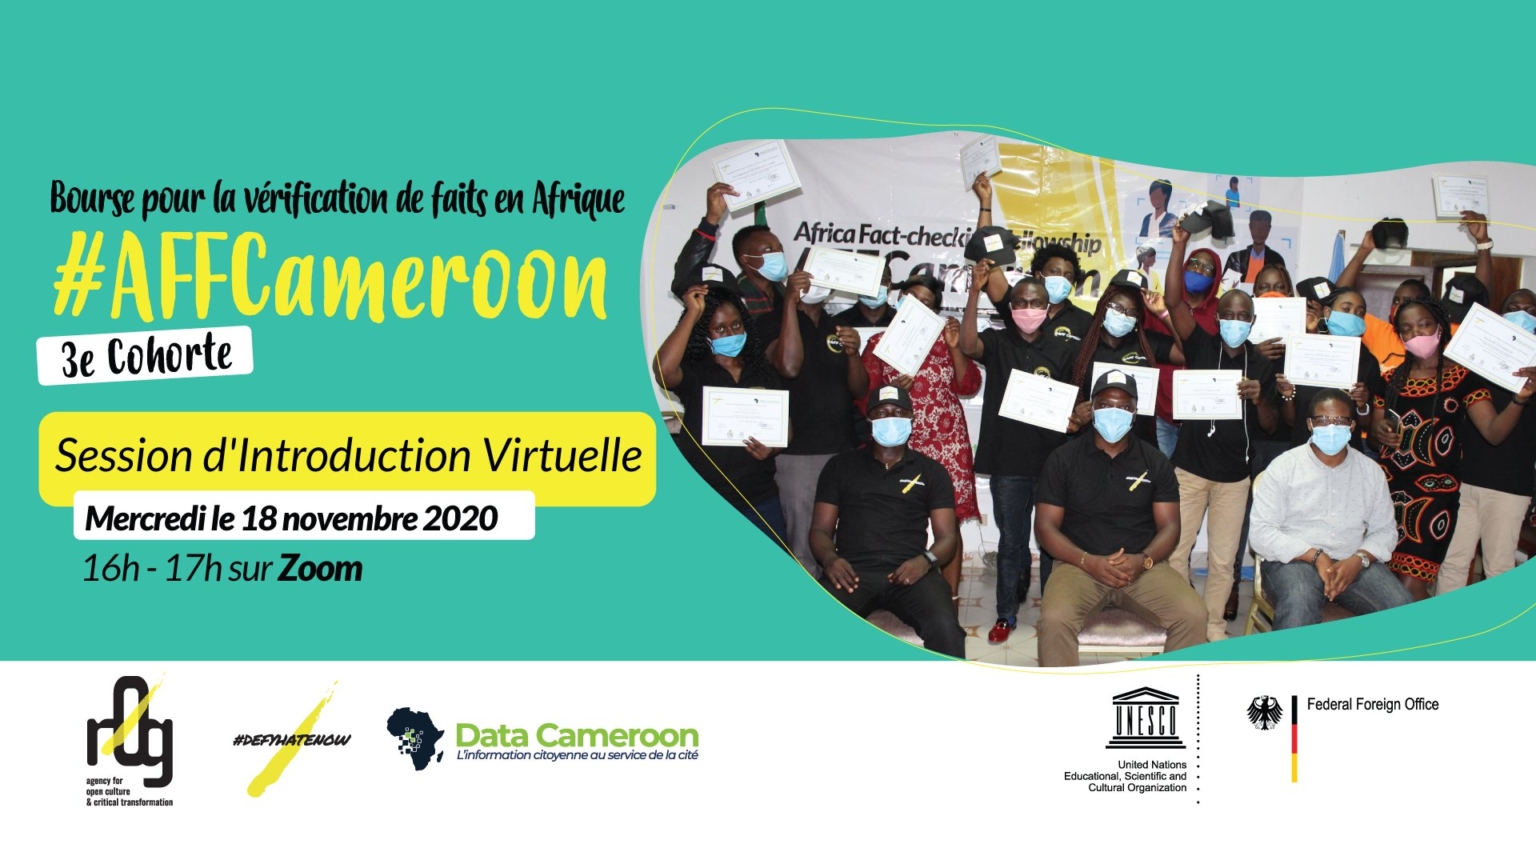 Bourse pour la vérification de faits en Afrique
#AFFCameroon
3e Cohorte
Session d'Introduction Virtuelle
Mercredi le 18 novembre 2020
16h - 17h sur Zoom
Africa Fact-checki
llowship
r0g
agency for
open culture
& critical transformation
#DEFYHATENOW
Data Cameroon
L'information citoyenne au service de la cité
UNESCO
United Nations
Educational, Scientific and
Cultural Organization
Federal Foreign Office